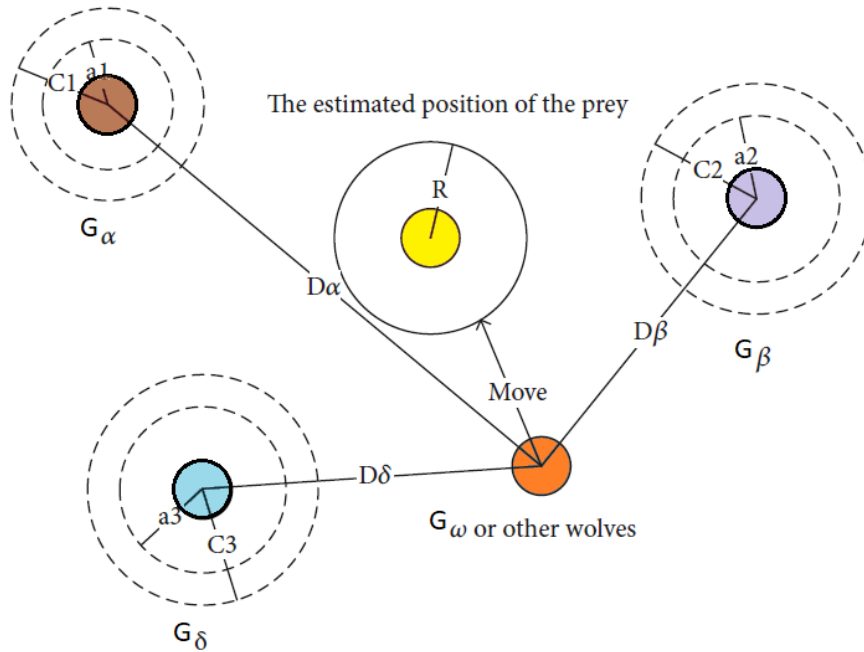 C1
a1
The estimated position of the prey
R
C2
a2
Gα
Dα
Dβ
Gβ
Move
Dδ
a3
C3
Gω or other wolves
Gδ